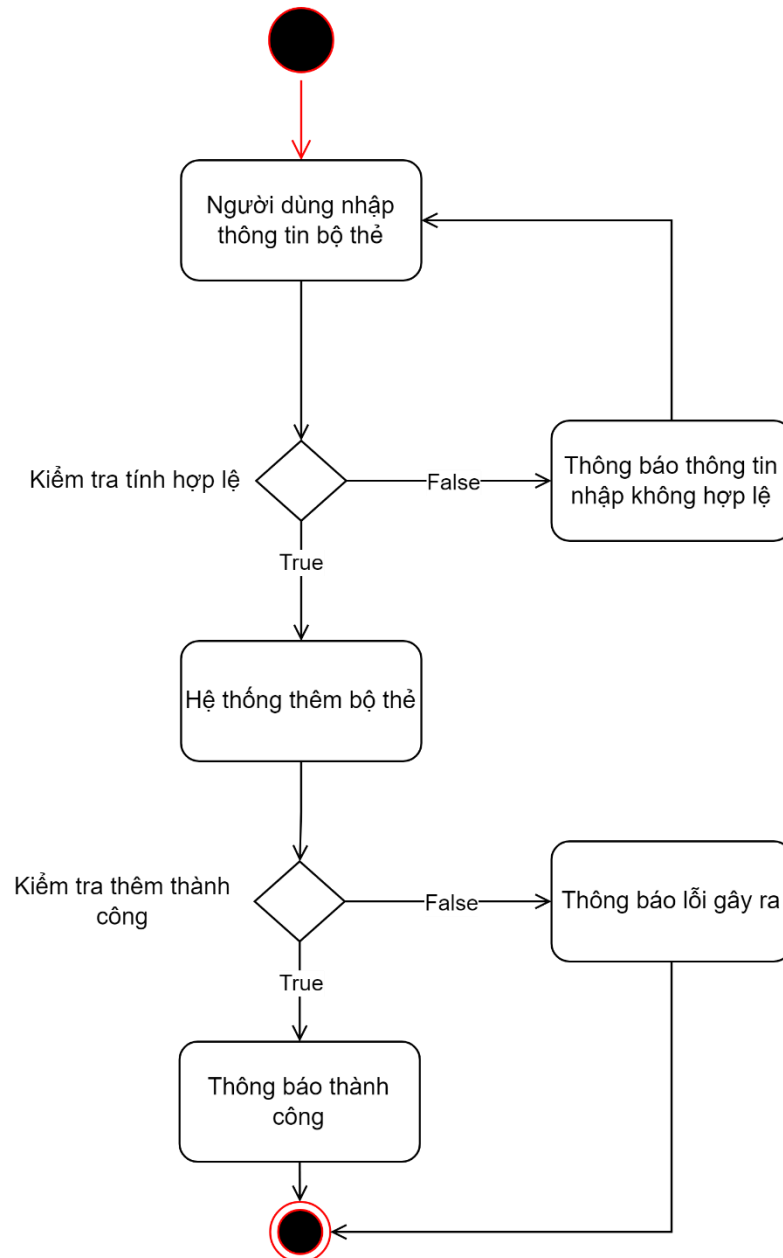 Người dùng nhập
thông tin bộ thẻ
Kiểm tra tính hợp lệ
False
Thông báo thông tin
nhập không hợp lệ
True
Hệ thống thêm bộ thẻ
Kiểm tra thêm thành
công
False
Thông báo lỗi gây ra
True
Thông báo thành
công